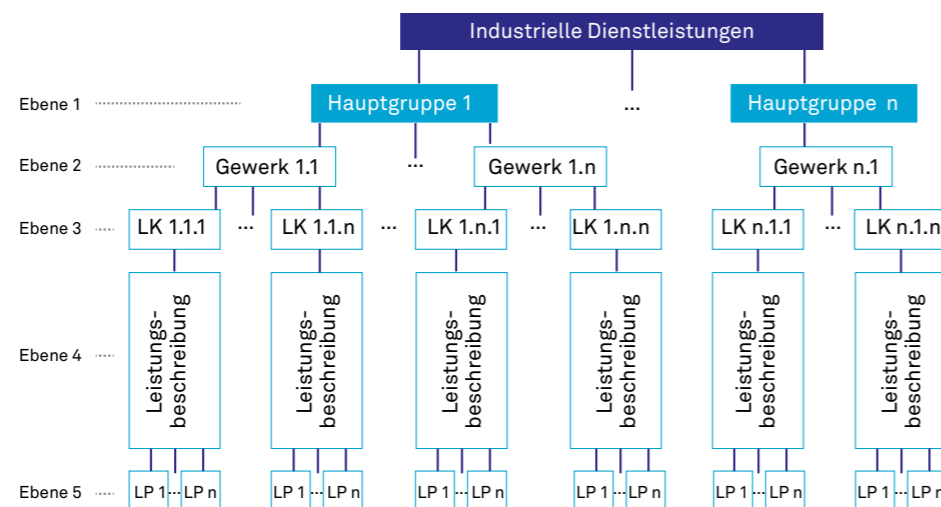 Industrielle Dienstleistungen
Ebene 1 Hauptgruppe 1 ... Hauptgruppe n
Ebene 2 Gewerk 1.1 ... Gewerk 1.n Gewerk n.1
Ebene 3 LK 1.1.1 ... LK 1.1.n ... LK 1.n.1 ... LK 1.n.n LK n.1.1 ... LK n.1.n
Ebene 4
Leistungs-
beschreibung
Leistungs-
beschreibung
Leistungs-
beschreibung
Leistungs-
beschreibung
Leistungs-
beschreibung
Leistungs-
beschreibung
Ebene 5 LP 1 ... LP n LP 1 ... LP n LP 1 ... LP n LP 1 ... LP n LP 1 ... LP n LP 1 ... LP n